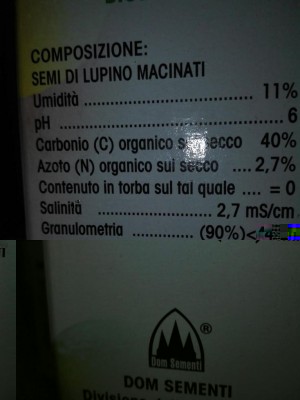 COMPOSIZIONE:
SEMI DI LUPINO MACINATI
Umidità .................................... 11%
pH ................................................ 6
Carbonio (C) organico sul secco 40%
Azoto (N) organico sul secco .... 2,7%
Contenuto in torba sul tal quale .... = 0
Salinità ........................ 2,7 mS/cm
Granulometria ............. (90%)<
®
Dom Sementi
DOM SEMENTI